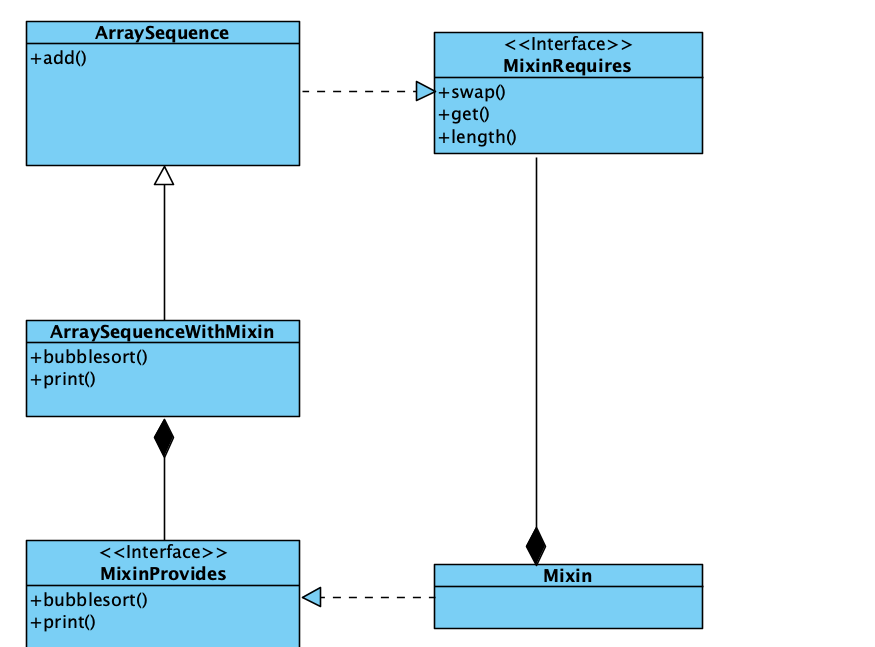 ArraySequence
+add()
<<Interface>>
MixinRequires
+swap()
+get()
+length()
ArraySequenceWithMixin
+bubblesort()
+print()
<<Interface>>
MixinProvides
+bubblesort()
+print()
Mixin